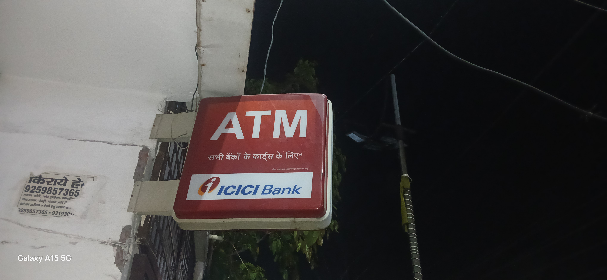 ATM
सभी बैंकों के कार्ड्स के लिए*
ICICI Bank
किराये हेतु
9259857365
Galaxy A15 5G